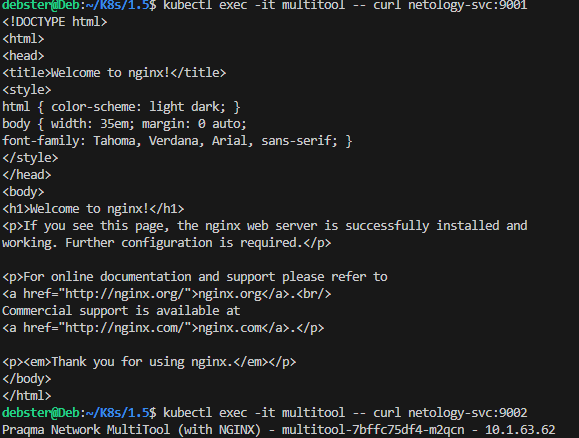 debster@Deb:~/K8s/1.5$ kubectl exec -it multitool -- curl netology-svc:9001
<!DOCTYPE html>
<html>
<head>
<title>Welcome to nginx!</title>
<style>
html { color-scheme: light dark; }
body { width: 35em; margin: 0 auto;
font-family: Tahoma, Verdana, Arial, sans-serif; }
</style>
</head>
<body>
<h1>Welcome to nginx!</h1>
<p>If you see this page, the nginx web server is successfully installed and
working. Further configuration is required.</p>

<p>For online documentation and support please refer to
<a href="http://nginx.org/">nginx.org</a>.<br/>
Commercial support is available at
<a href="http://nginx.com/">nginx.com</a>.</p>

<p><em>Thank you for using nginx.</em></p>
</body>
</html>
debster@Deb:~/K8s/1.5$ kubectl exec -it multitool -- curl netology-svc:9002
Praqma Network MultiTool (with NGINX) - multitool-7bffc75df4-m2qcn - 10.1.63.62